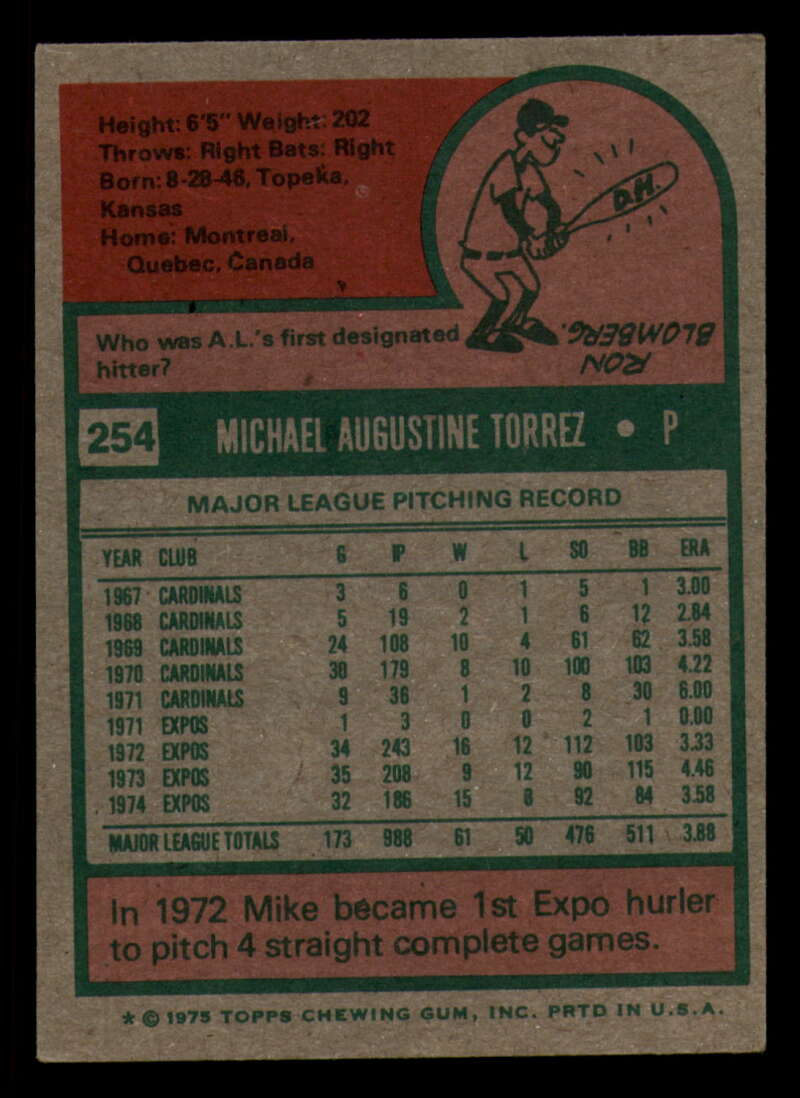 Height: 6'5" Weight: 202
Throws: Right Bats: Right
Born: 8-28-46, Topeka,
Kansas
Home: Montreal,
Quebec, Canada
D.H.
Who was A.L.'s first designated
hitter?
RON
BLOMBERG.
254 MICHAEL AUGUSTINE TORREZ • P
MAJOR LEAGUE PITCHING RECORD
YEAR CLUB G IP W L SO BB ERA
1967 CARDINALS 3 6 0 1 5 1 3.00
1968 CARDINALS 5 19 2 1 6 12 2.84
1969 CARDINALS 24 108 10 4 61 62 3.58
1970 CARDINALS 30 179 8 10 100 103 4.22
1971 CARDINALS 9 36 1 2 8 30 6.00
1971 EXPOS 1 3 0 0 2 1 0.00
1972 EXPOS 34 243 16 12 112 103 3.33
1973 EXPOS 35 208 9 12 90 115 4.46
1974 EXPOS 32 186 15 8 92 84 3.58
MAJOR LEAGUE TOTALS 173 988 61 50 476 511 3.88
In 1972 Mike became 1st Expo hurler
to pitch 4 straight complete games.
* © 1975 TOPPS CHEWING GUM, INC. PRTD IN U.S.A.